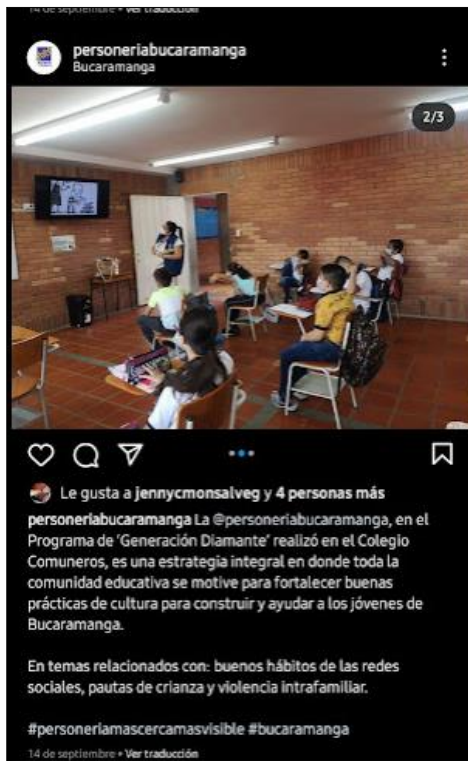 14 de septiembre • Ver traducción
personeriabucaramanga
Bucaramanga
2/3
Le gusta a jennycmonsalveg y 4 personas más
personeriabucaramanga La @personeriabucaramanga, en el
Programa de 'Generación Diamante' realizó en el Colegio
Comuneros, es una estrategia integral en donde toda la
comunidad educativa se motive para fortalecer buenas
prácticas de cultura para construir y ayudar a los jóvenes de
Bucaramanga.
En temas relacionados con: buenos hábitos de las redes
sociales, pautas de crianza y violencia intrafamiliar.
#personeriamascercamasvisible #bucaramanga
14 de septiembre • Ver traducción